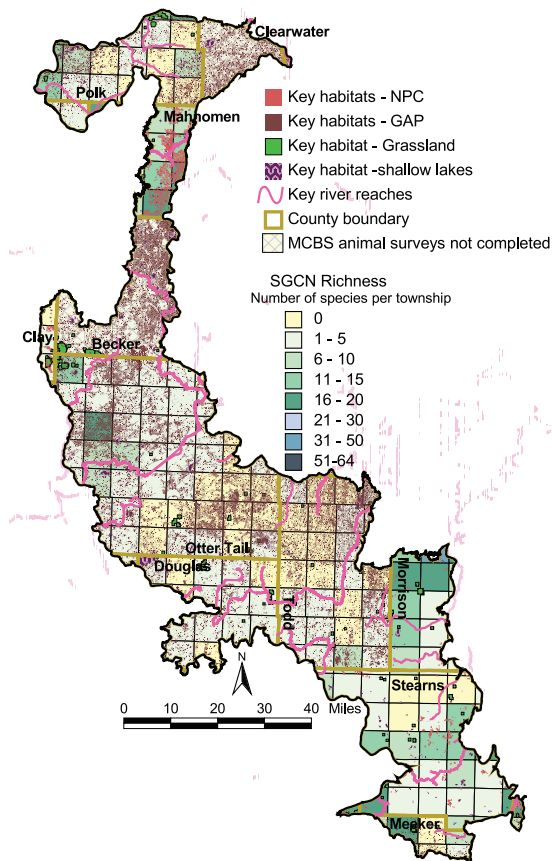 Clearwater
Polk
Mahnomen
Key habitats - NPC
Key habitats - GAP
Key habitat - Grassland
Key habitat -shallow lakes
Key river reaches
County boundary
MCBS animal surveys not completed
SGCN Richness
Number of species per township
0
1 - 5
6 - 10
11 - 15
16 - 20
21 - 30
31 - 50
51-64
Clay
Becker
Otter Tail
Douglas
Todd
Morrison
N
Stearns
Miles
0 10 20 30 40
Meeker